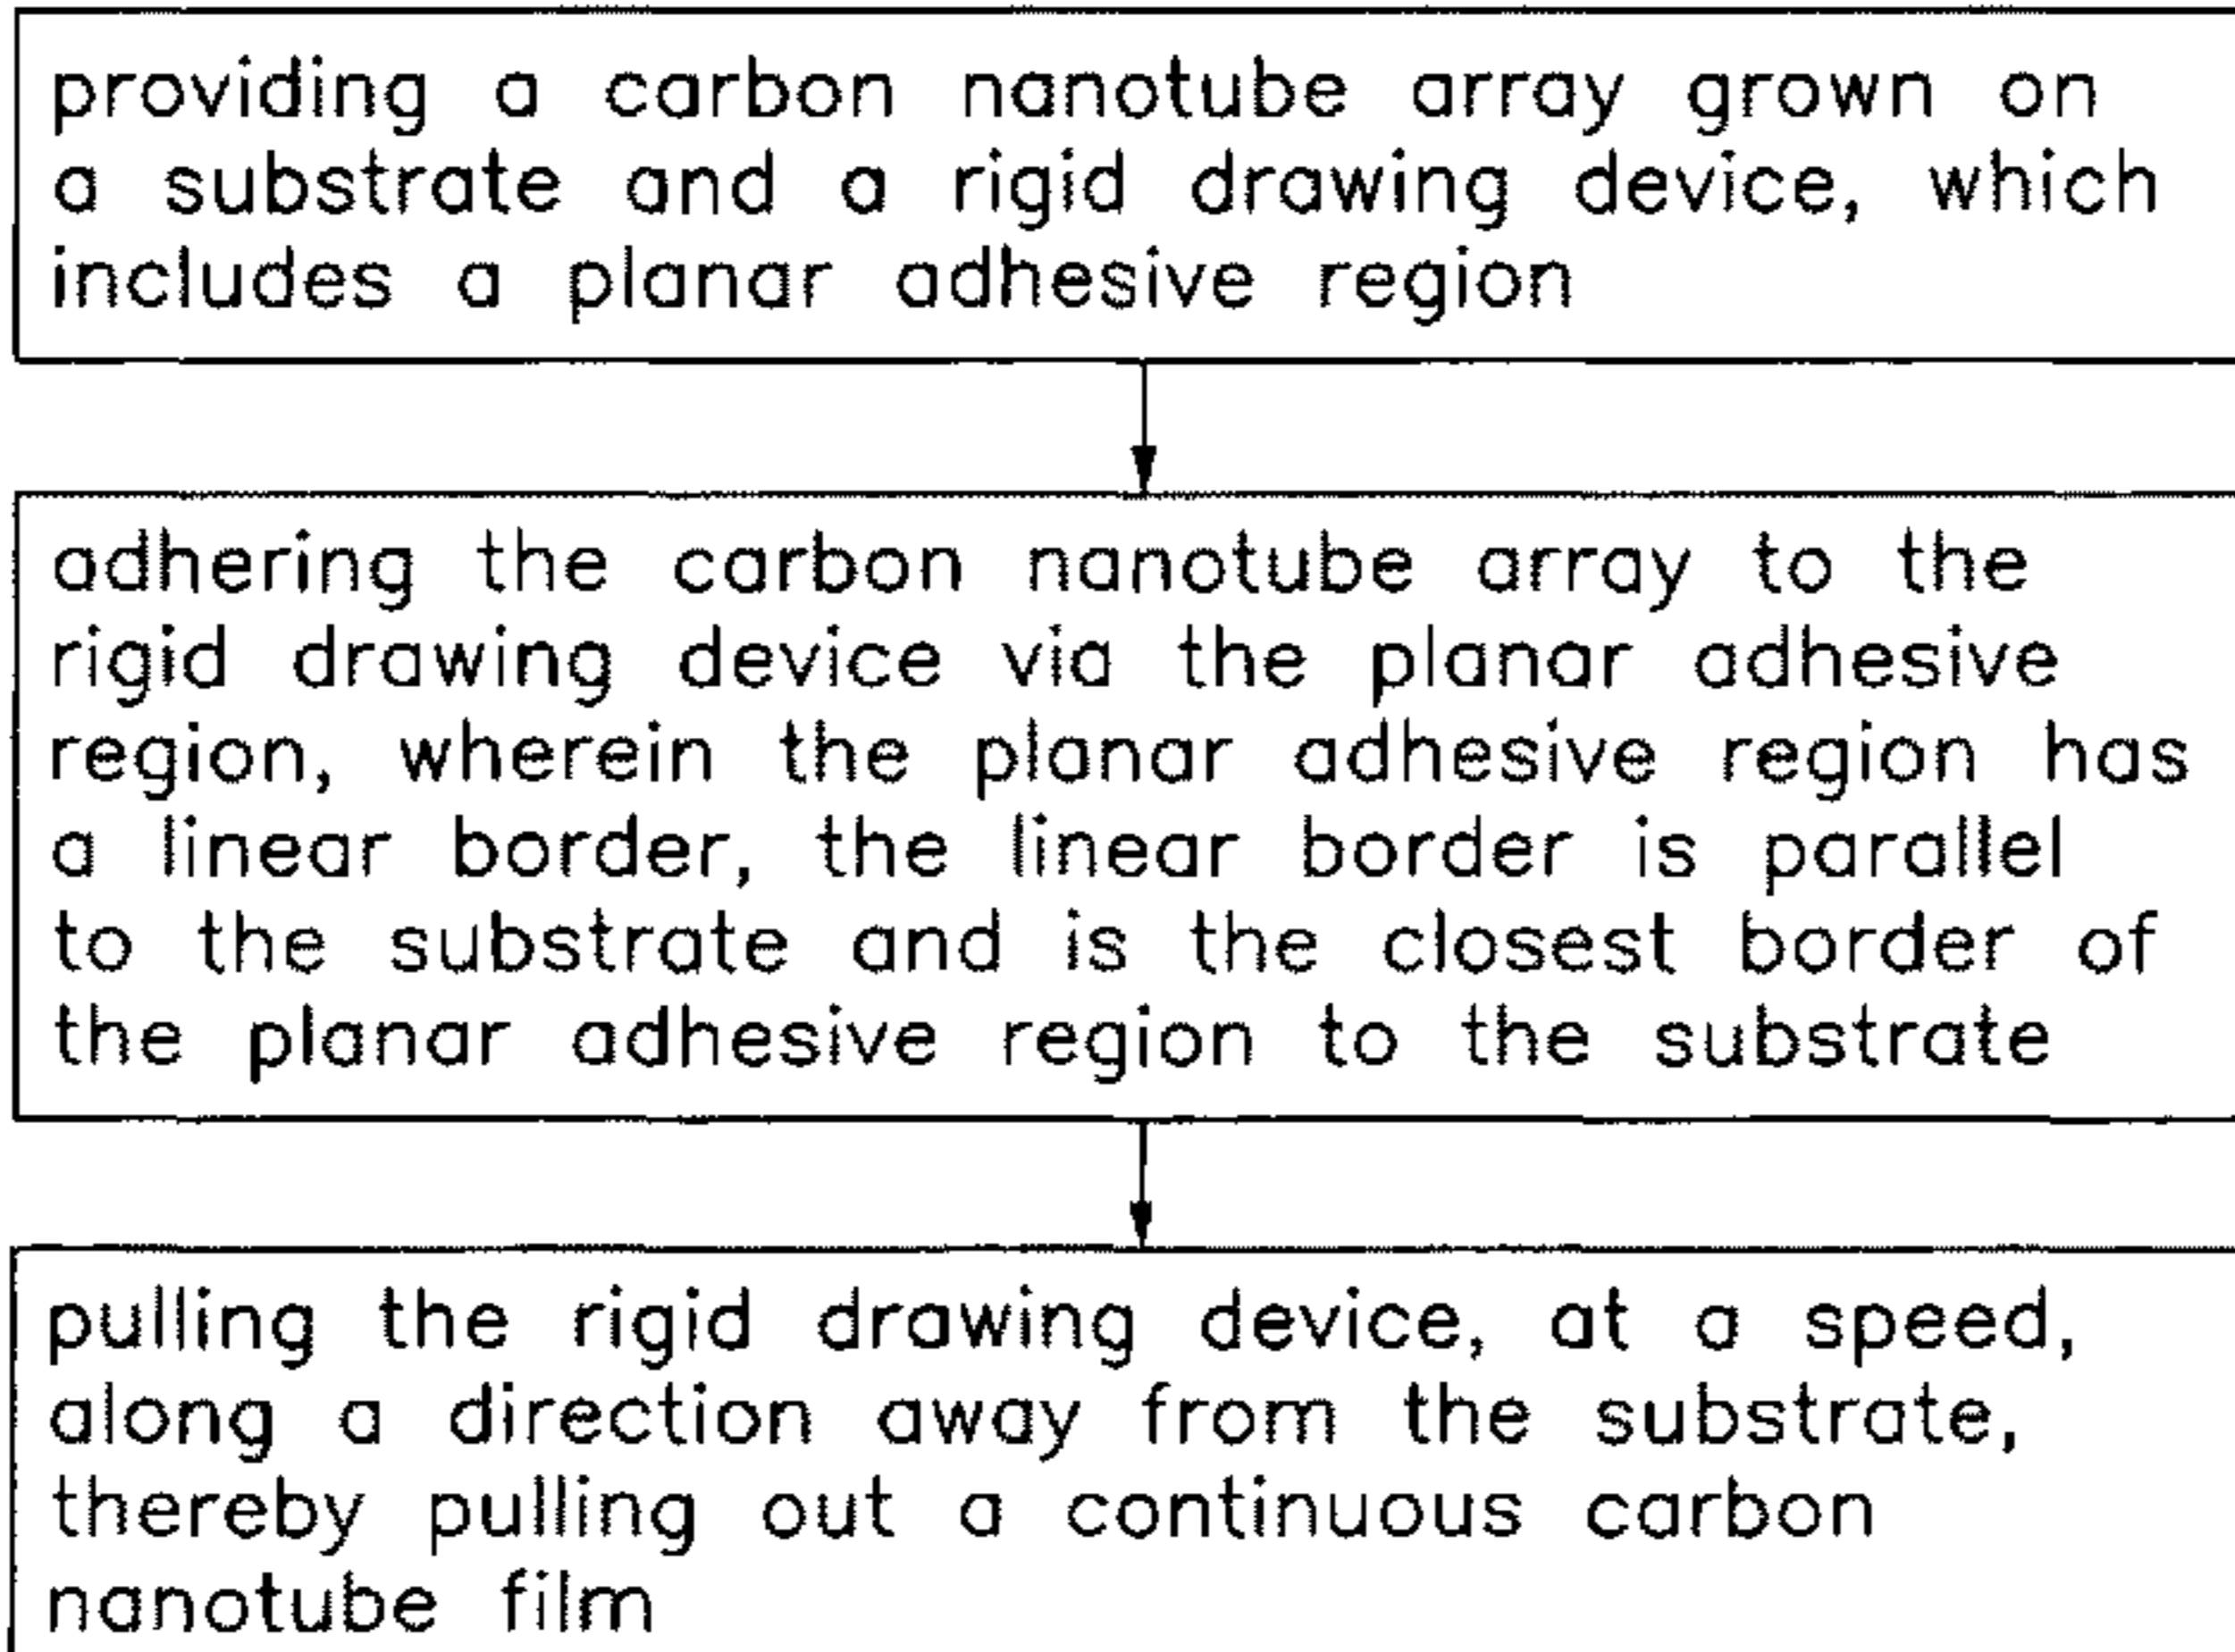 providing a carbon nanotube array grown on
a substrate and a rigid drawing device, which
includes a planar adhesive region
adhering the carbon nanotube array to the
rigid drawing device via the planar adhesive
region, wherein the planar adhesive region has
a linear border, the linear border is parallel
to the substrate and is the closest border of
the planar adhesive region to the substrate
pulling the rigid drawing device, at a speed,
along a direction away from the substrate,
thereby pulling out a continuous carbon
nanotube film